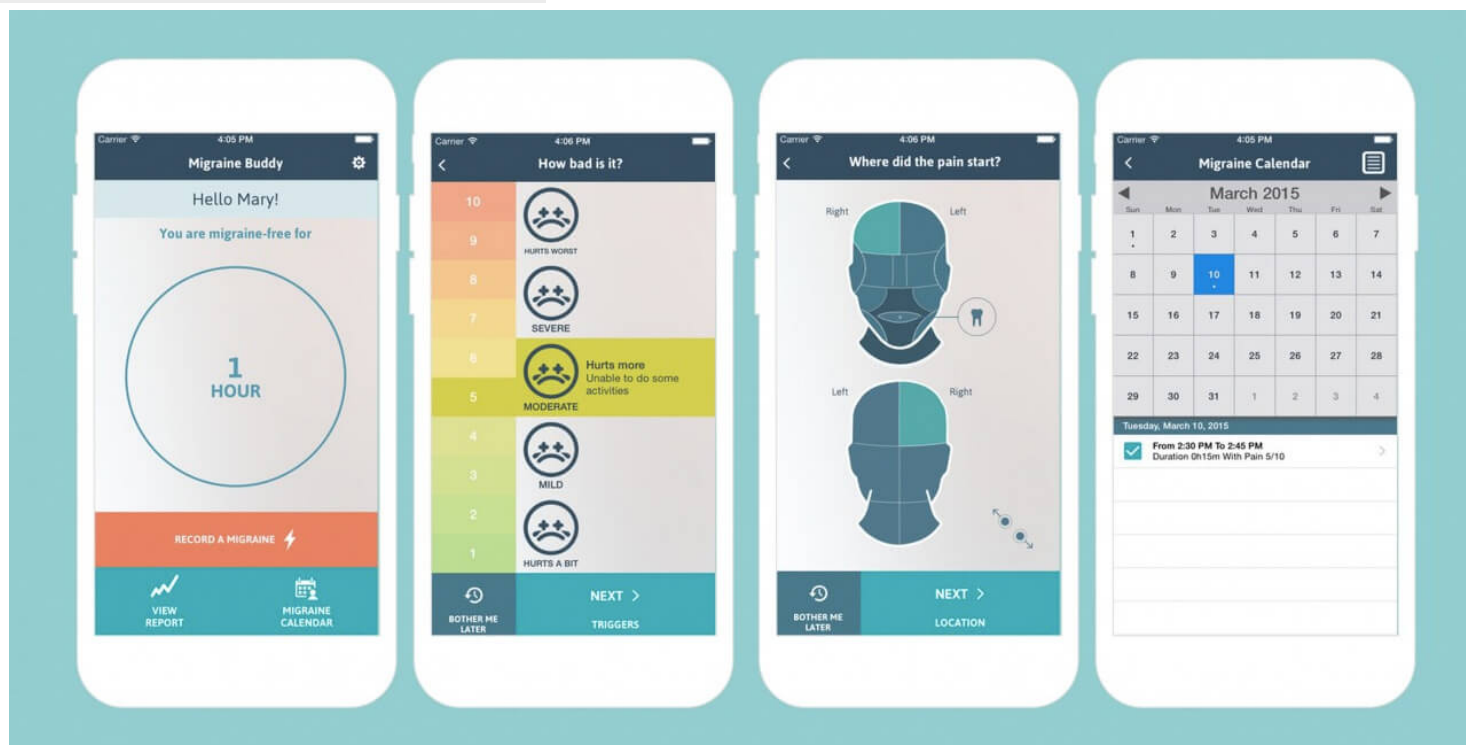 Carrier 4:05 PM
Migraine Buddy
Hello Mary!
You are migraine-free for
1
HOUR
RECORD A MIGRAINE
VIEW
REPORT
MIGRAINE
CALENDAR
Carrier 4:06 PM
How bad is it?
10
HURTS WORST
9
8
SEVERE
7
6
Hurts more
Unable to do some
activities
MODERATE
5
4
MILD
3
2
HURTS A BIT
1
BOTHER ME
LATER
NEXT >
TRIGGERS
Carrier 4:06 PM
Where did the pain start?
Right Left
Left Right
BOTHER ME
LATER
NEXT >
LOCATION
Carrier 4:05 PM
Migraine Calendar
March 2015
Sun Mon Tue Wed Thu Fri Sat
1 2 3 4 5 6 7
8 9 10 11 12 13 14
15 16 17 18 19 20 21
22 23 24 25 26 27 28
29 30 31 1 2 3 4
Tuesday, March 10, 2015
From 2:30 PM To 2:45 PM
Duration 0h15m With Pain 5/10